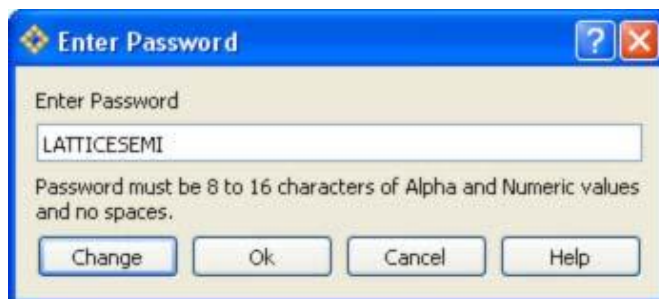 Enter Password
Enter Password
LATTICESEMI
Password must be 8 to 16 characters of Alpha and Numeric values
and no spaces.
Change Ok Cancel Help